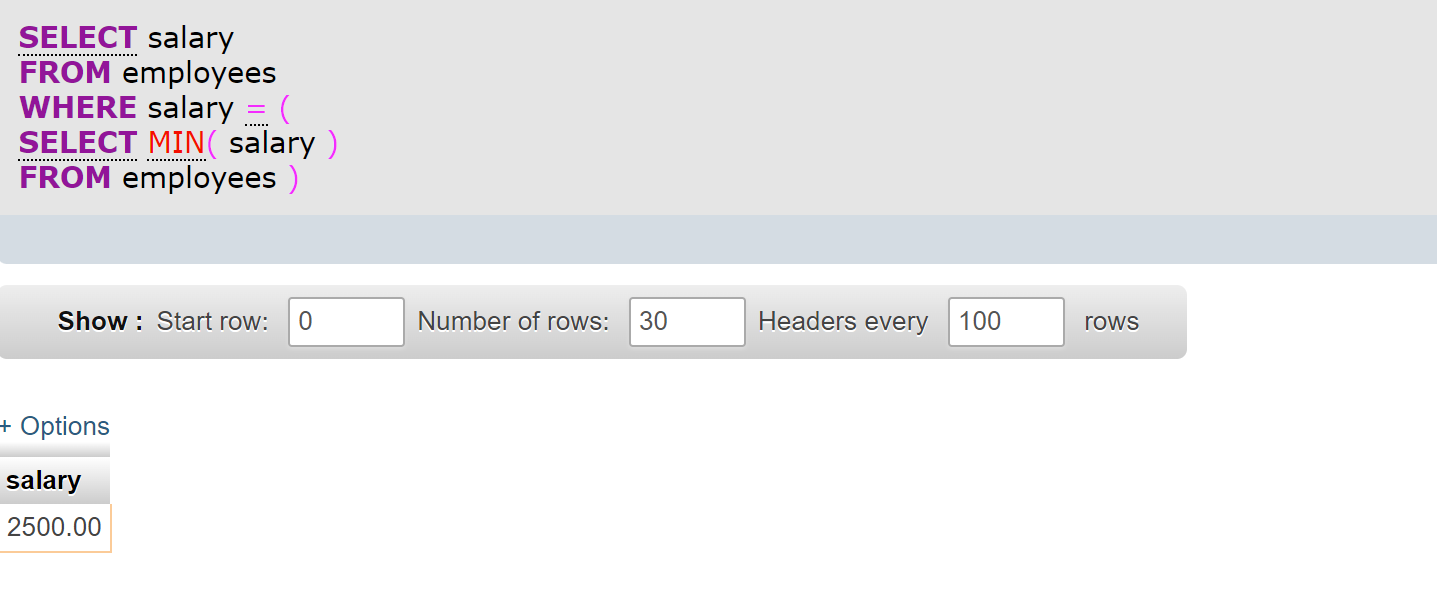 SELECT salary
FROM employees
WHERE salary = (
SELECT MIN( salary )
FROM employees )
Show : Start row: 0 Number of rows: 30 Headers every 100 rows
+ Options
salary
2500.00